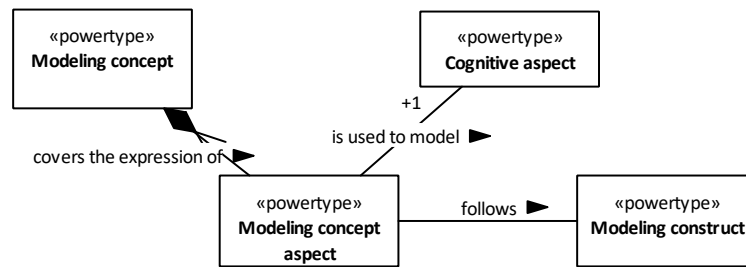 «powertype»
Modeling concept
«powertype»
Cognitive aspect
+1
is used to model
covers the expression of
«powertype»
Modeling concept
aspect
follows
«powertype»
Modeling construct